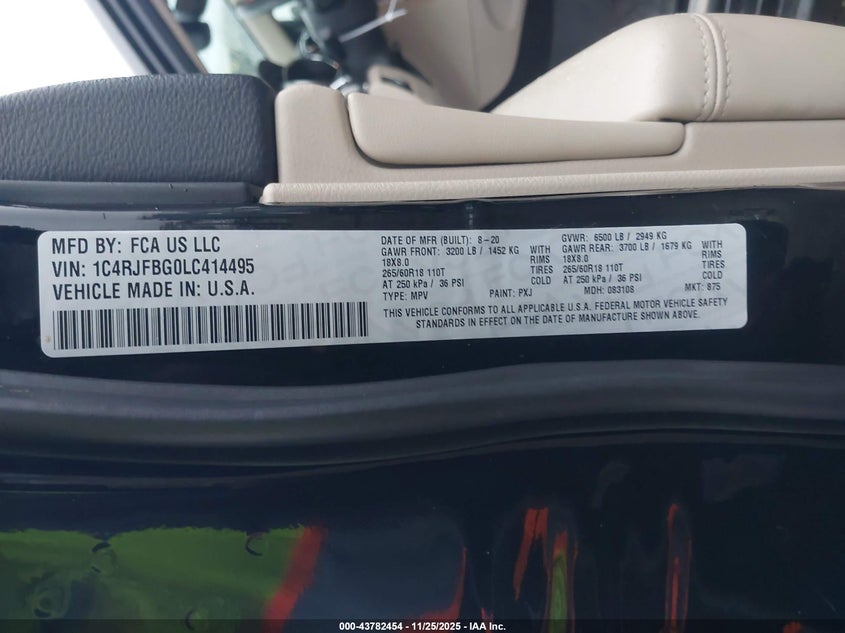 MFD BY: FCA US LLC
VIN: 1C4RJFBG0LC414495
VEHICLE MADE IN: U.S.A.
DATE OF MFR (BUILT): 8-20
GVWR: 6500 LB / 2949 KG
GAWR FRONT: 3200 LB / 1452 KG WITH
GAWR REAR: 3700 LB / 1679 KG WITH
18X8.0 RIMS
18X8.0 RIMS
265/60R18 110T TIRES
265/60R18 110T TIRES
AT 250 kPa / 36 PSI COLD
AT 250 kPa / 36 PSI COLD
TYPE: MPV PAINT: PXJ MDH: 083108 MKT: 875
THIS VEHICLE CONFORMS TO ALL APPLICABLE U.S.A. FEDERAL MOTOR VEHICLE SAFETY
STANDARDS IN EFFECT ON THE DATE OF MANUFACTURE SHOWN ABOVE.
000-43782454 - 11/25/2025 - IAA Inc.